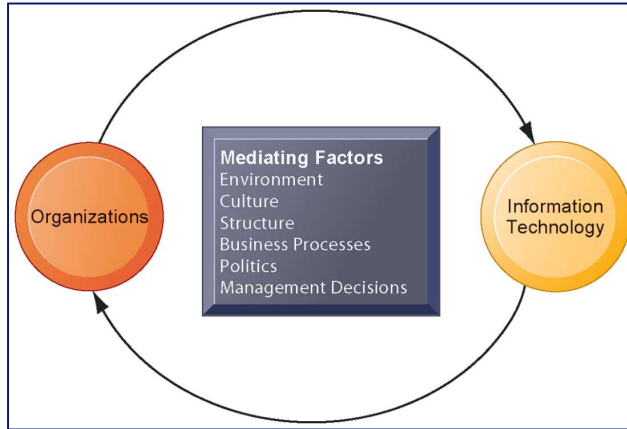 Organizations
Mediating Factors
Environment
Culture
Structure
Business Processes
Politics
Management Decisions
Information
Technology